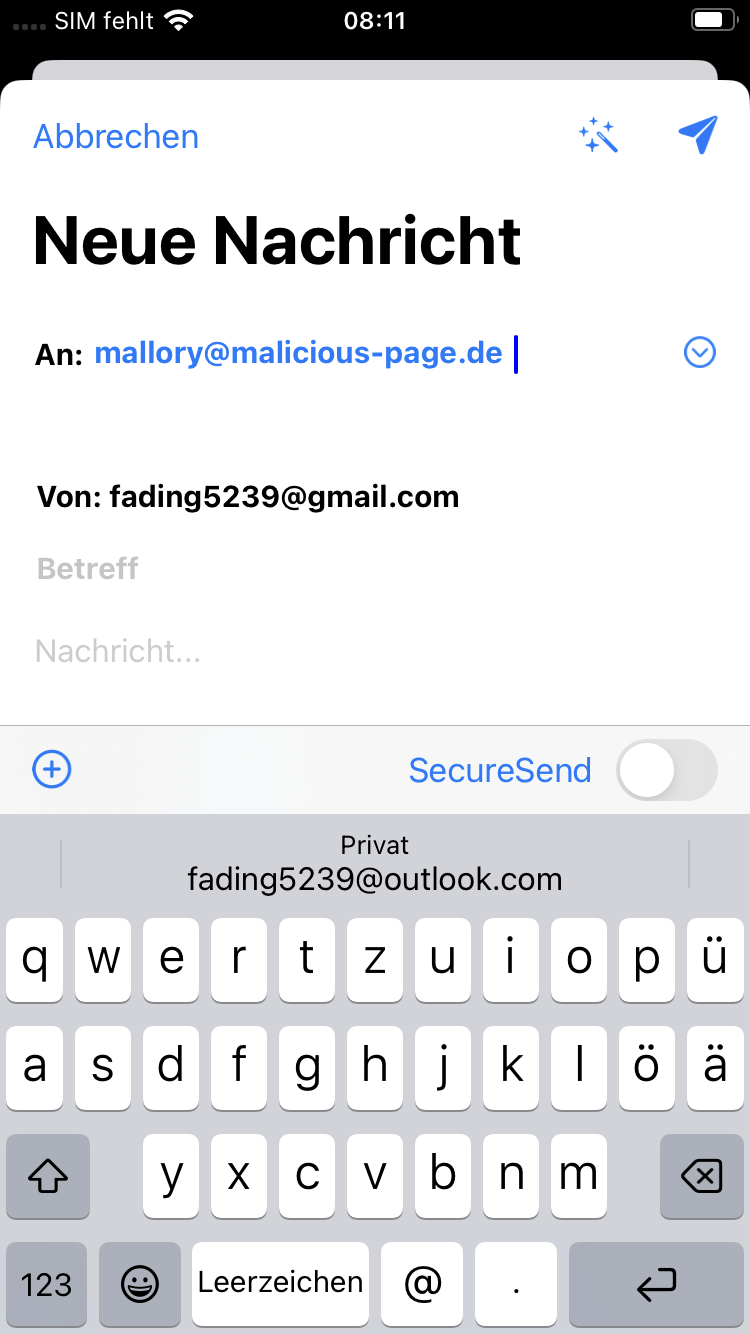 SIM fehlt 08:11
Abbrechen
Neue Nachricht
An: mallory@malicious-page.de
Von: fading5239@gmail.com
Betreff
Nachricht...
SecureSend
Privat
fading5239@outlook.com
q w e r t z u i o p ü
a s d f g h j k l ö ä
y x c v b n m
123 Leerzeichen @ .